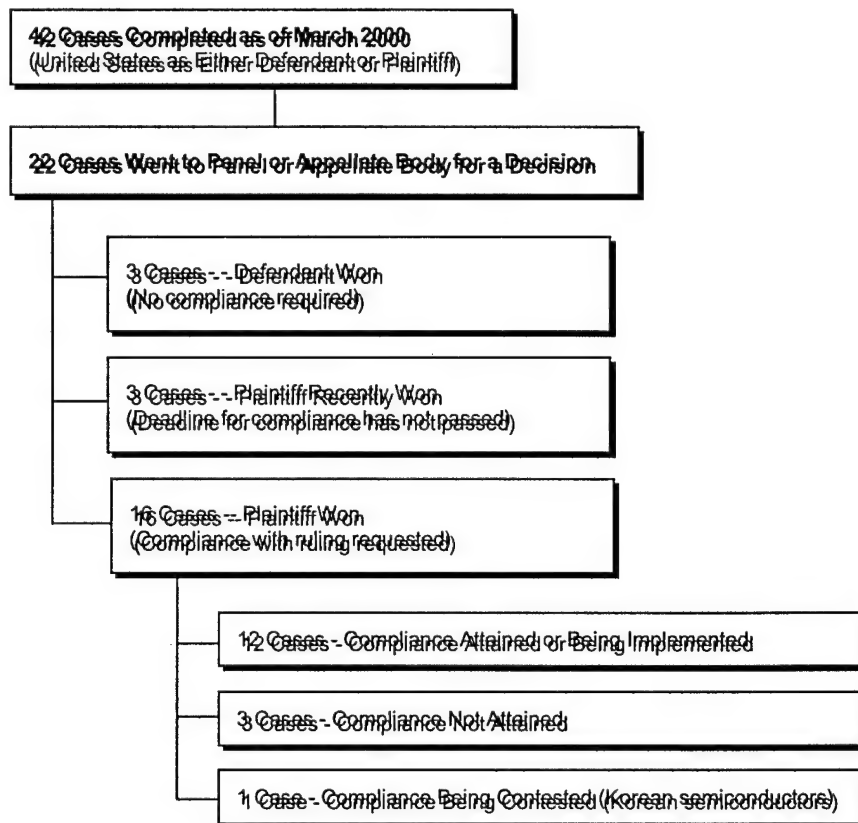 42 Cases Completed as of March 2000
(United States as Either Defendant or Plaintiff)
22 Cases Went to Panel or Appellate Body for a Decision
3 Cases - - Defendant Won
(No compliance required)
3 Cases - - Plaintiff Recently Won
(Deadline for compliance has not passed)
16 Cases -- Plaintiff Won
(Compliance with ruling requested)
12 Cases - Compliance Attained or Being Implemented
3 Cases - Compliance Not Attained
1 Case - Compliance Being Contested (Korean semiconductors)